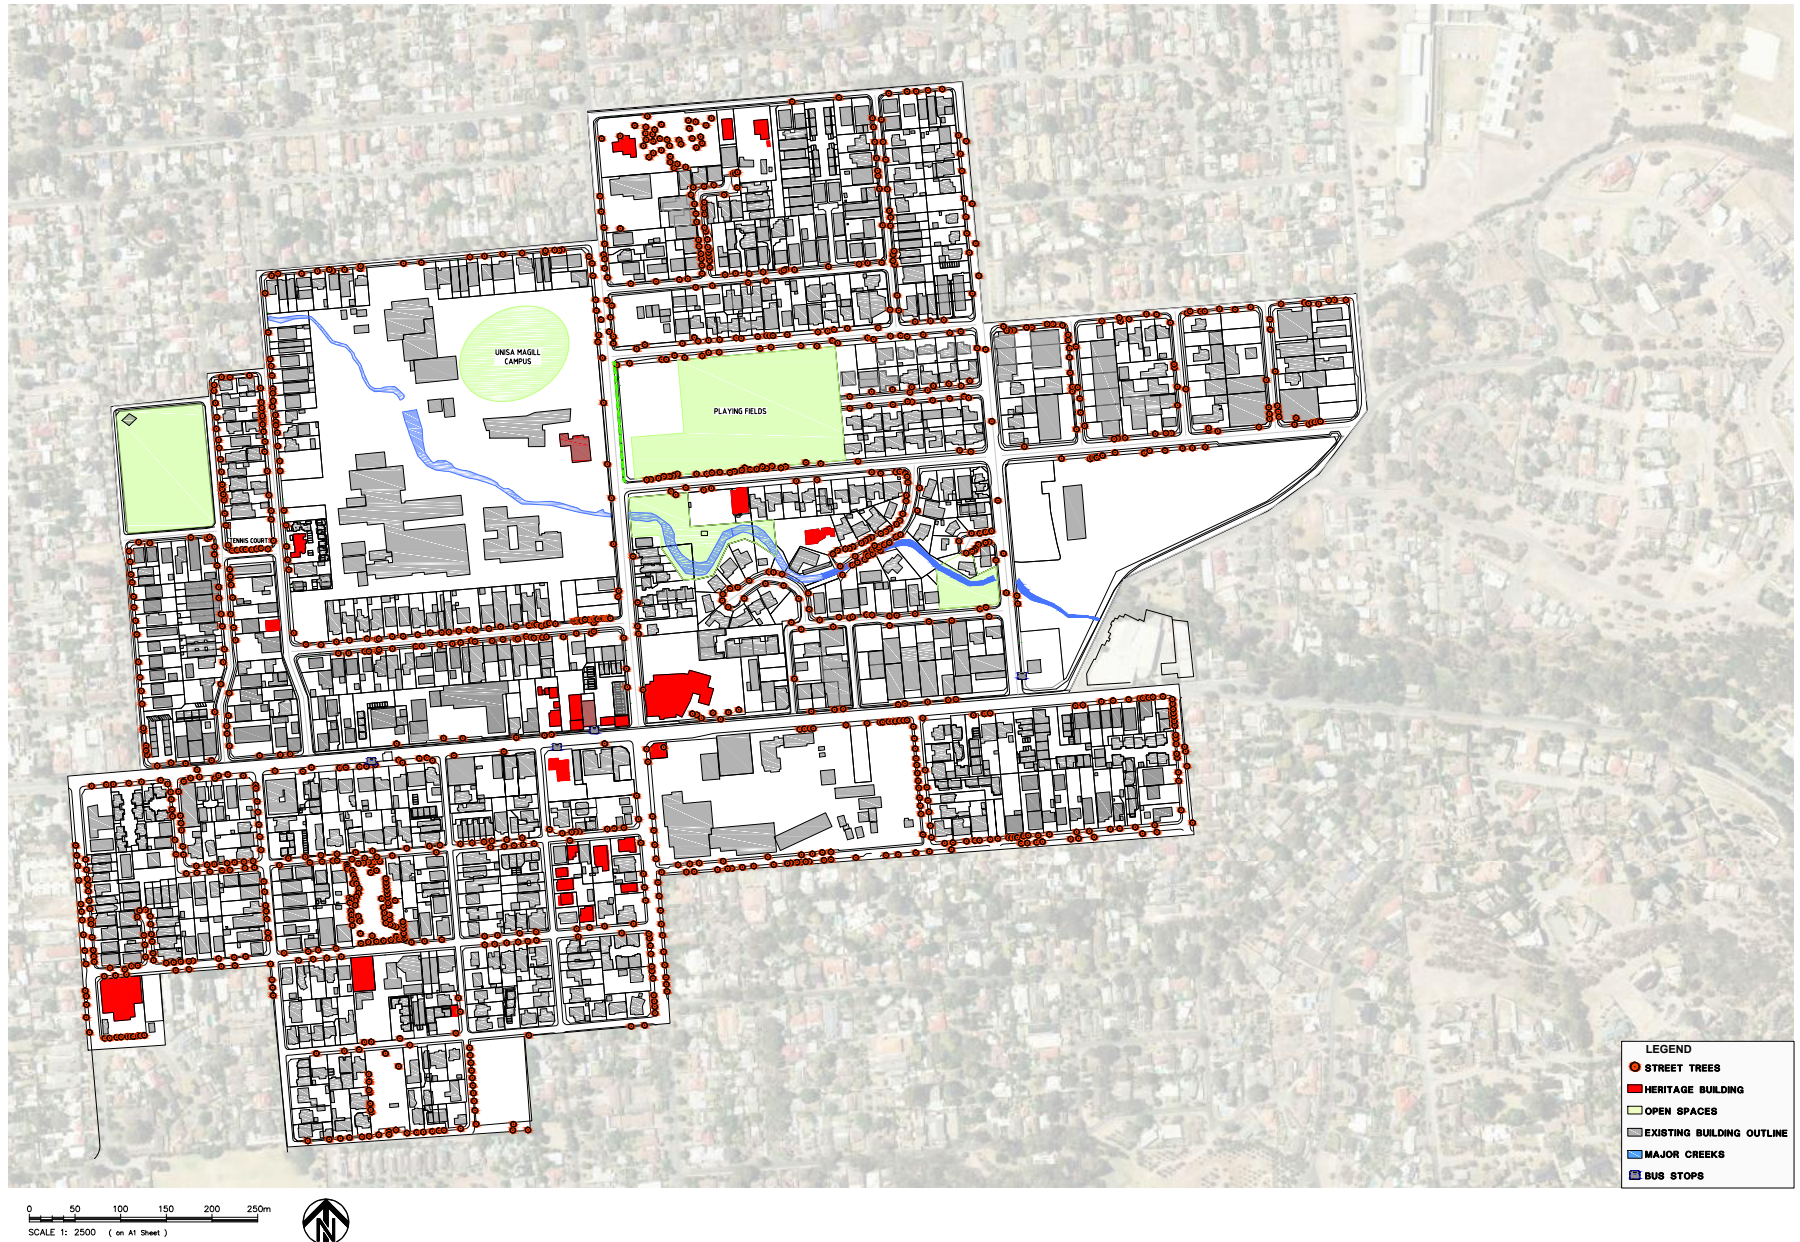 UNISA MAGILL
CAMPUS
PLAYING FIELDS
TENNIS COURTS
LEGEND
STREET TREES
HERITAGE BUILDING
OPEN SPACES
EXISTING BUILDING OUTLINE
MAJOR CREEKS
BUS STOPS
0 50 100 150 200 250m
SCALE 1: 2500 ( on A1 Sheet )
N